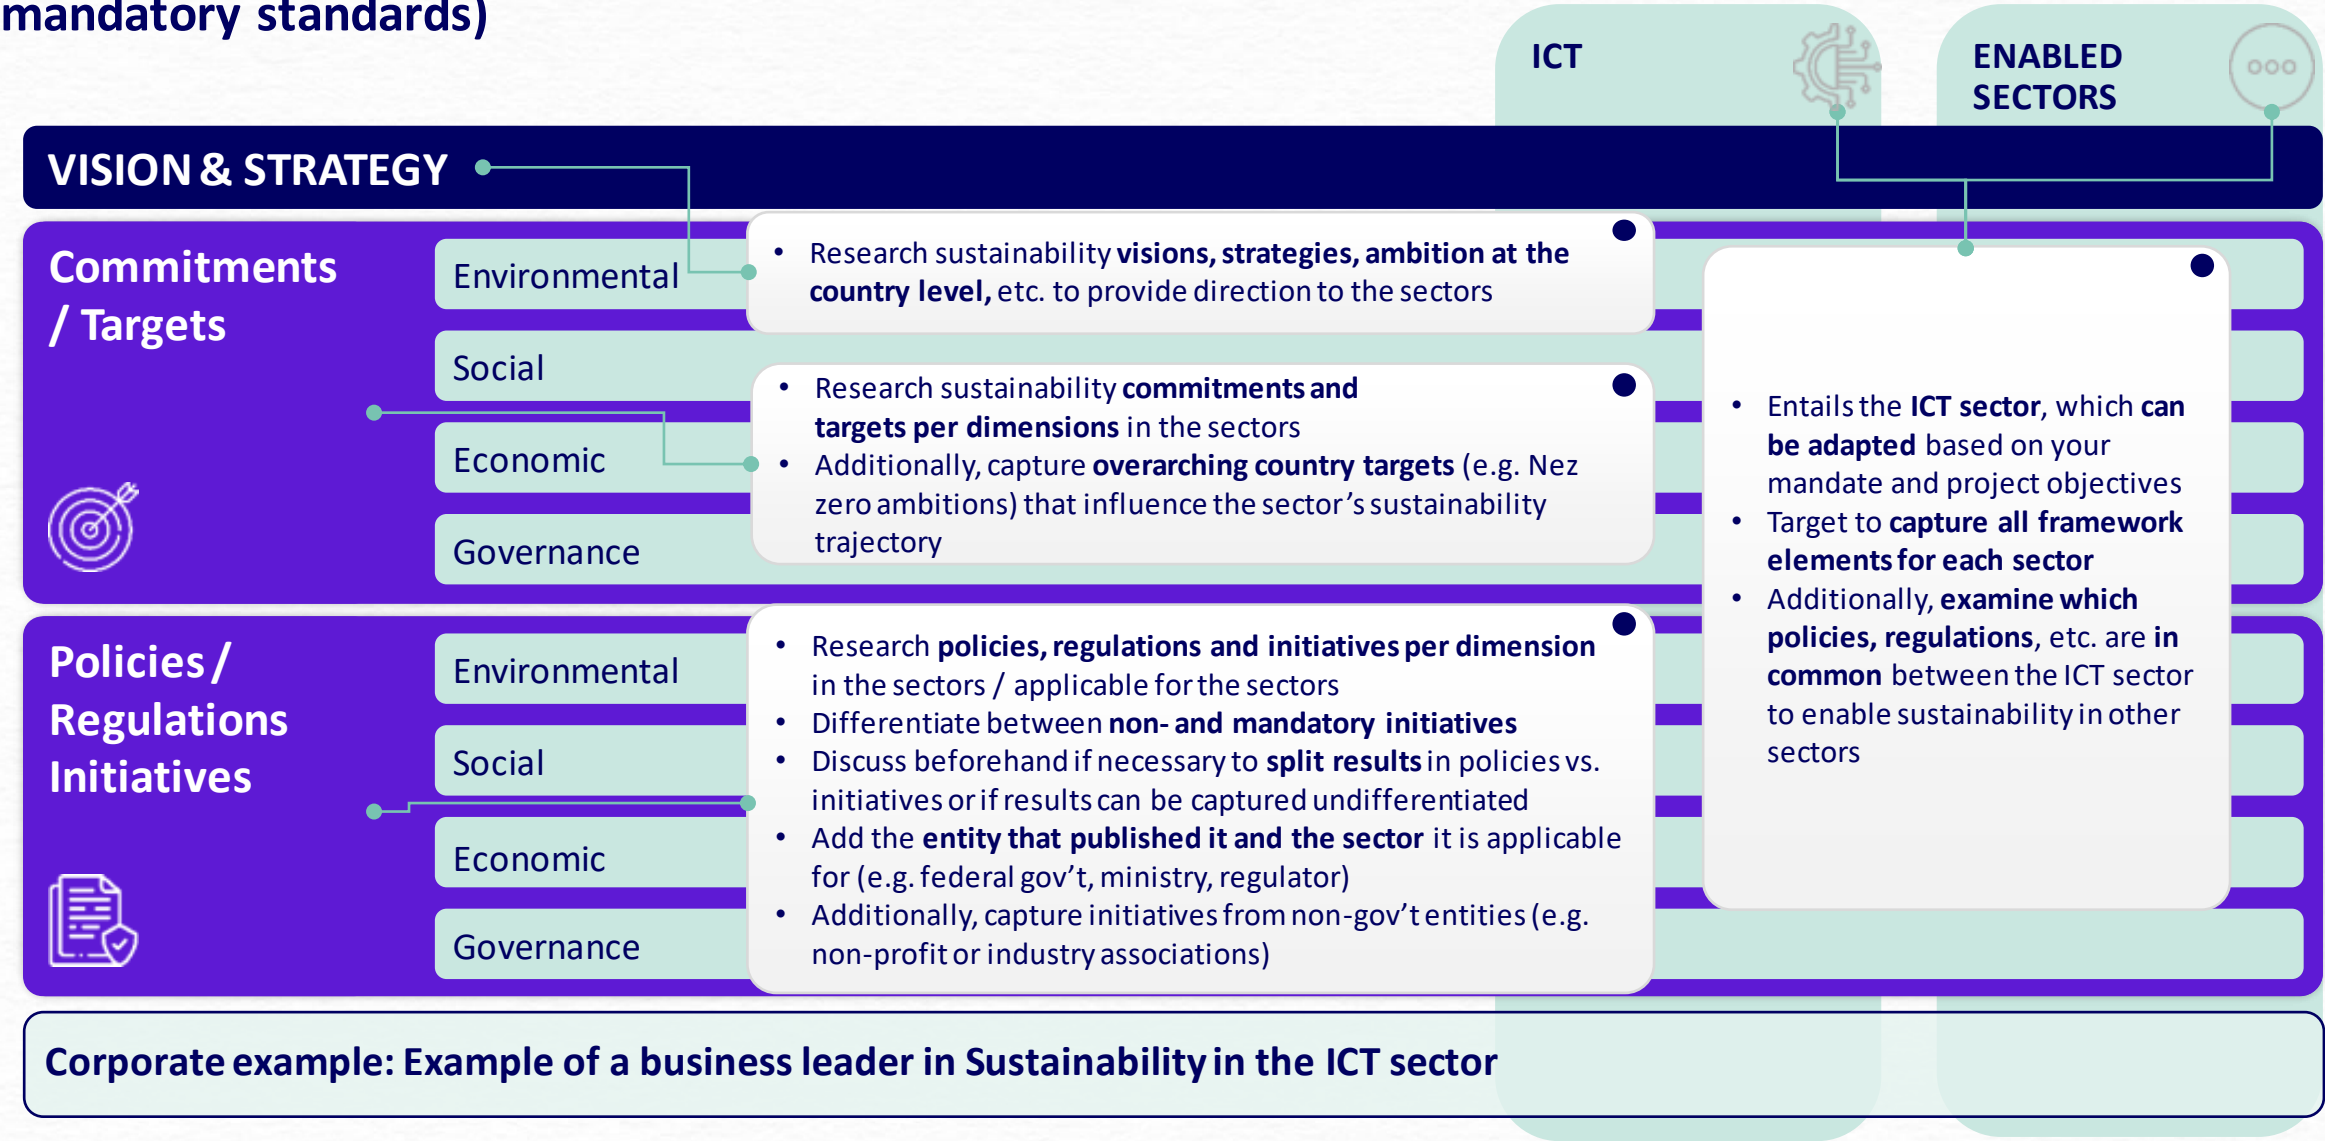 mandatory standards)
ICT
ENABLED
SECTORS
VISION & STRATEGY
Commitments
/ Targets
Environmental
Social
Economic
Governance
• Research sustainability visions, strategies, ambition at the
country level, etc. to provide direction to the sectors
• Research sustainability commitments and
targets per dimensions in the sectors
• Additionally, capture overarching country targets (e.g. Nez
zero ambitions) that influence the sector’s sustainability
trajectory
Policies /
Regulations
Initiatives
Environmental
Social
Economic
Governance
• Research policies, regulations and initiatives per dimension
in the sectors / applicable for the sectors
• Differentiate between non- and mandatory initiatives
• Discuss beforehand if necessary to split results in policies vs.
initiatives or if results can be captured undifferentiated
• Add the entity that published it and the sector it is applicable
for (e.g. federal gov’t, ministry, regulator)
• Additionally, capture initiatives from non-gov’t entities (e.g.
non-profit or industry associations)
• Entails the ICT sector, which can
be adapted based on your
mandate and project objectives
• Target to capture all framework
elements for each sector
• Additionally, examine which
policies, regulations, etc. are in
common between the ICT sector
to enable sustainability in other
sectors
Corporate example: Example of a business leader in Sustainability in the ICT sector